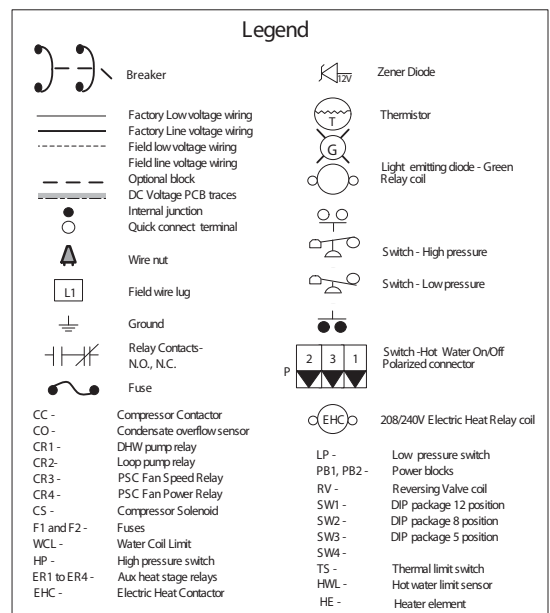 Legend
Breaker
Factory Low voltage wiring
Factory Line voltage wiring
Field low voltage wiring
Field line voltage wiring
Optional block
DC Voltage PCB traces
Internal junction
Quick connect terminal
Wire nut
L1
Field wire lug
Ground
Relay Contacts-
N.O., N.C.
Fuse
CC - Compressor Contactor
CO - Condensate overflow sensor
CR1 - DHW pump relay
CR2- Loop pump relay
CR3 - PSC Fan Speed Relay
CR4 - PSC Fan Power Relay
CS - Compressor Solenoid
F1 and F2 - Fuses
WCL - Water Coil Limit
HP - High pressure switch
ER1 to ER4 - Aux heat stage relays
EHC - Electric Heat Contactor
12V
Zener Diode
T
Thermistor
G
Light emitting diode - Green
Relay coil
Switch - High pressure
Switch - Low pressure
P 2 3 1
Switch -Hot Water On/Off
Polarized connector
EHC 208/240V Electric Heat Relay coil
LP - Low pressure switch
PB1, PB2 - Power blocks
RV - Reversing Valve coil
SW1 - DIP package 12 position
SW2 - DIP package 8 position
SW3 - DIP package 5 position
SW4 -
TS - Thermal limit switch
HWL - Hot water limit sensor
HE - Heater element